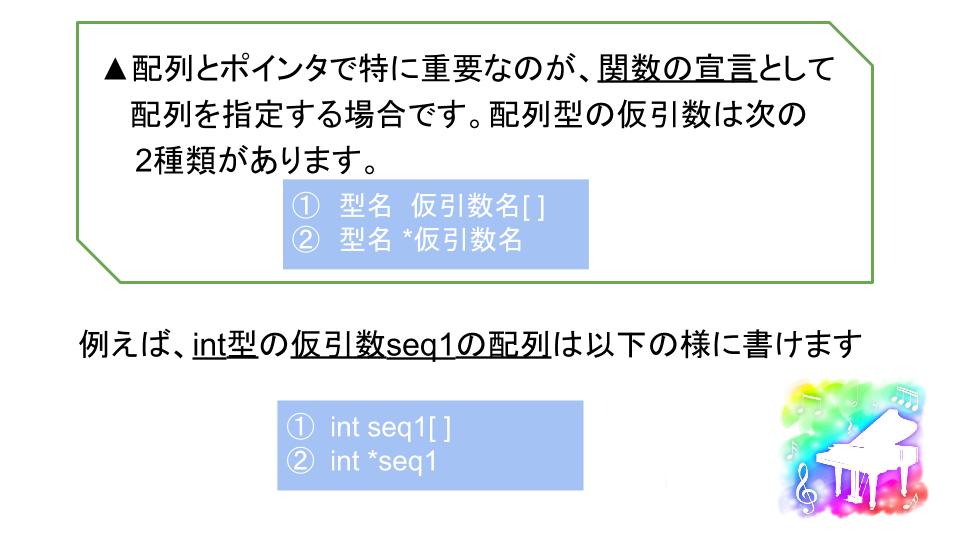 ▲配列とポインタで特に重要なのが、関数の宣言として
配列を指定する場合です。配列型の仮引数は次の
2種類があります。
① 型名 仮引数名[ ]
② 型名 *仮引数名
例えば、int型の仮引数seq1の配列は以下の様に書けます
① int seq1[ ]
② int *seq1